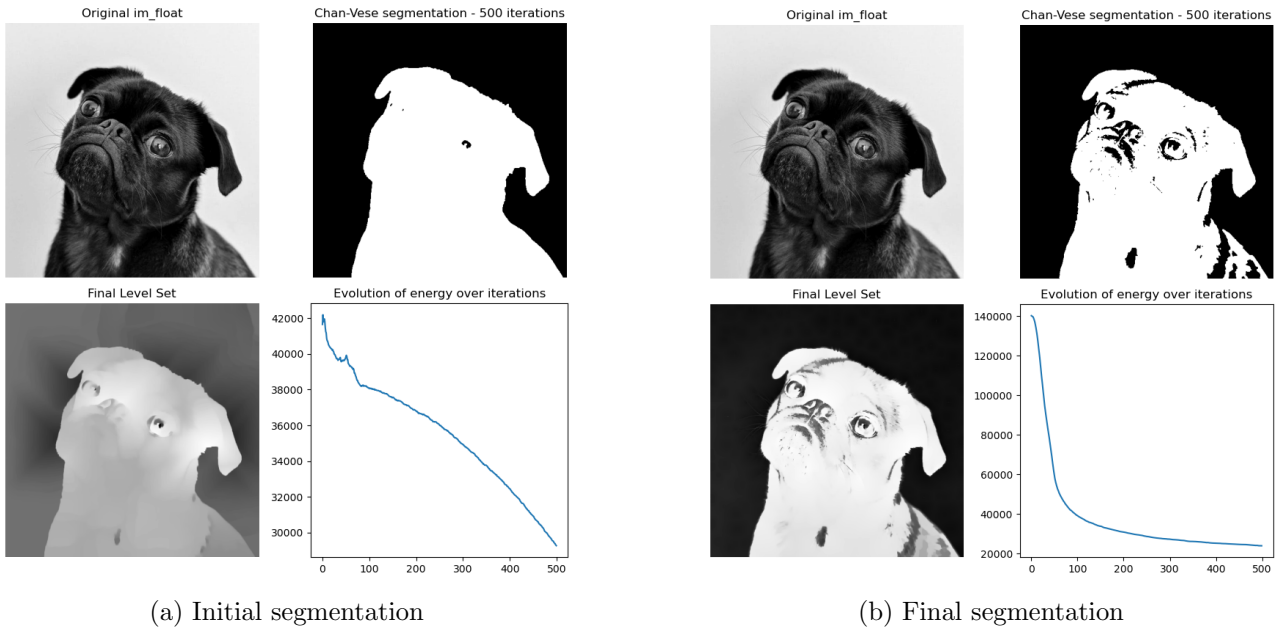 Original im_float
Chan-Vese segmentation - 500 iterations
Final Level Set
Evolution of energy over iterations
42000
40000
38000
36000
34000
32000
30000
0
100
200
300
400
500
(a) Initial segmentation
Original im_float
Chan-Vese segmentation - 500 iterations
Final Level Set
Evolution of energy over iterations
140000
120000
100000
80000
60000
40000
20000
0
100
200
300
400
500
(b) Final segmentation